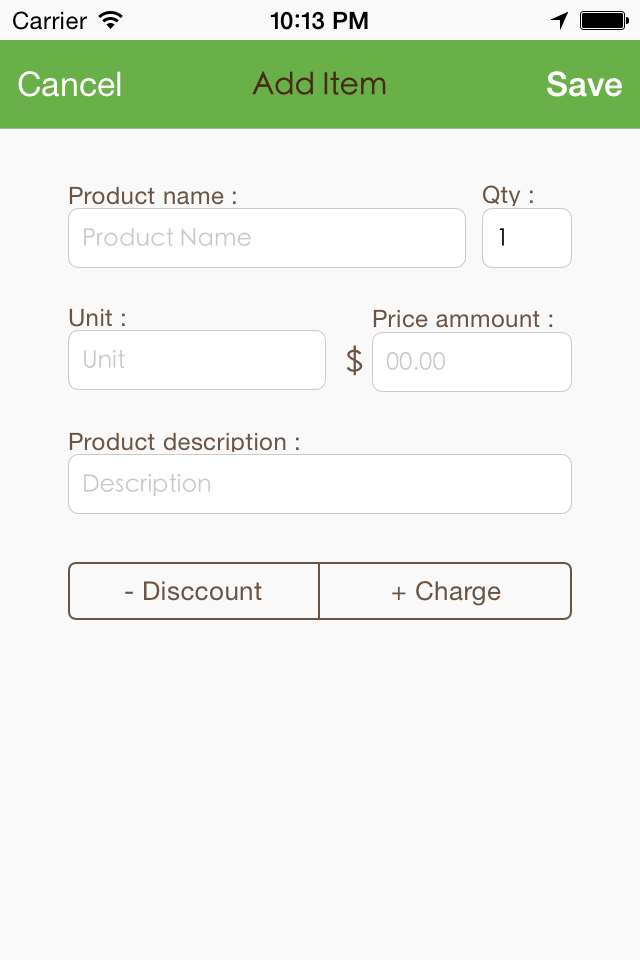 Carrier 10:13 PM
Cancel Add Item Save
Product name : Qty :
Product Name 1
Unit : Price ammount :
Unit $ 00.00
Product description :
Description
- Disccount + Charge